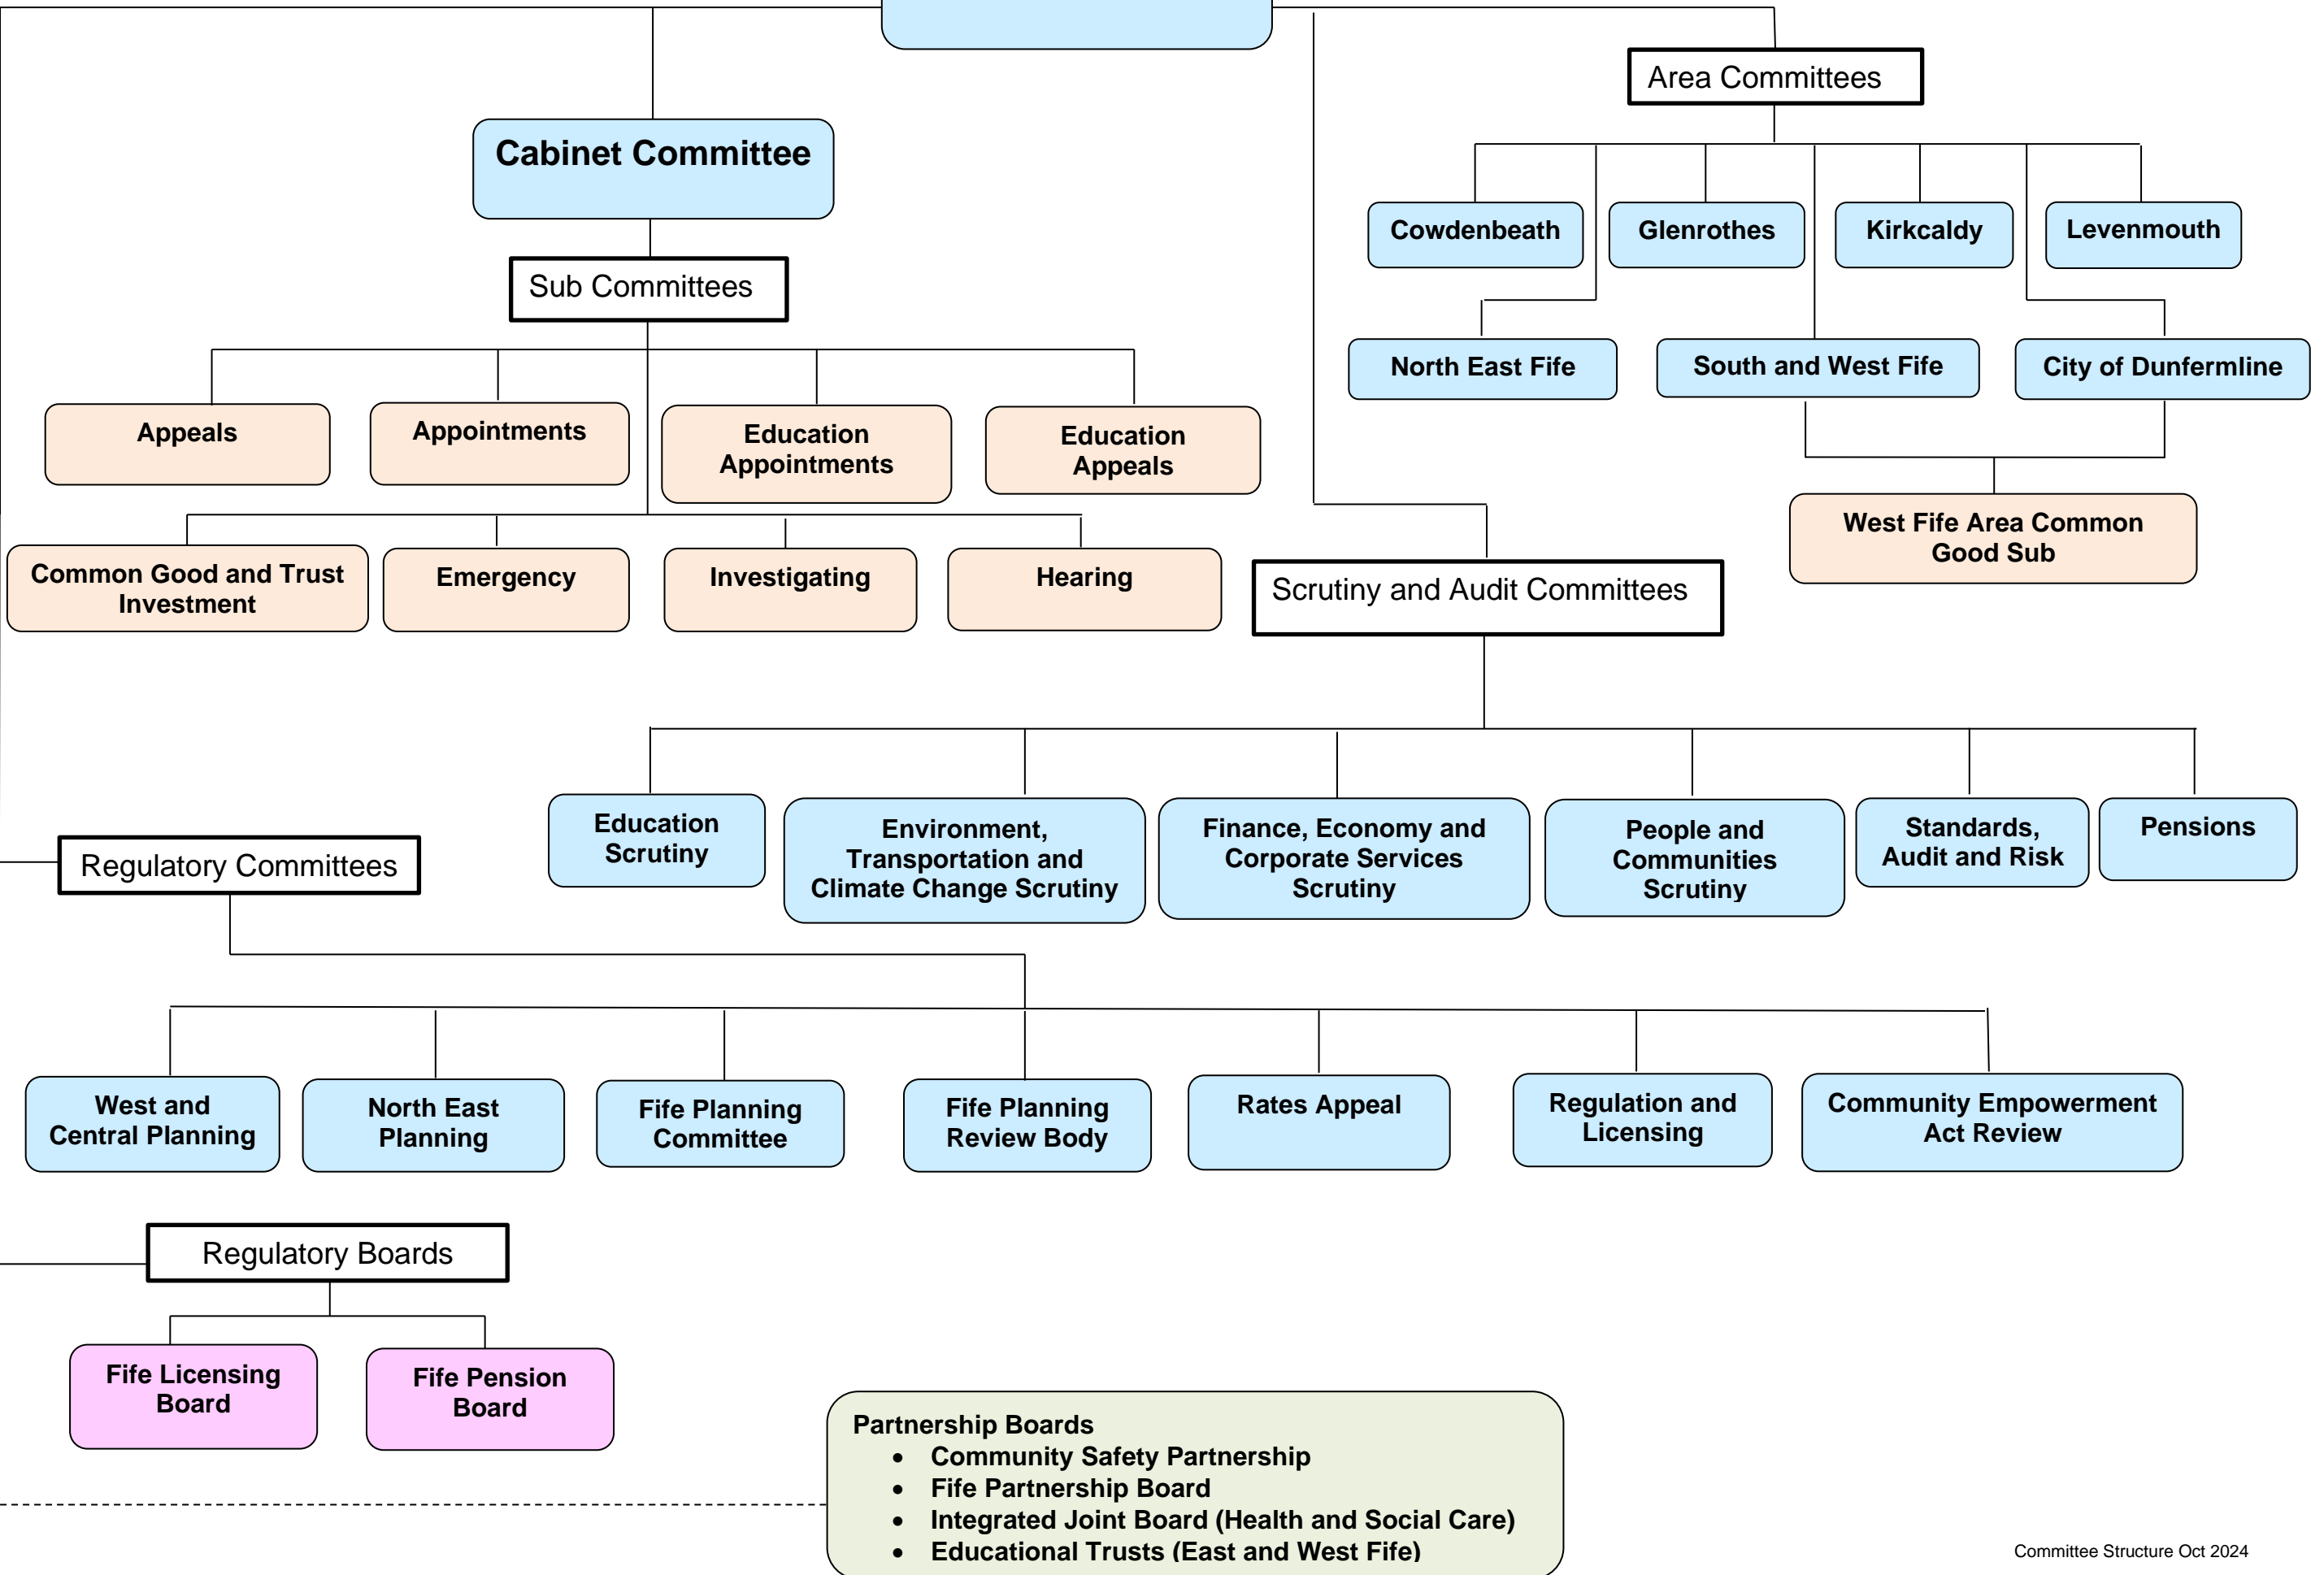 Area Committees
Cabinet Committee
Cowdenbeath
Glenrothes
Kirkcaldy
Levenmouth
Sub Committees
North East Fife
South and West Fife
City of Dunfermline
Appeals
Appointments
Education
Appointments
Education
Appeals
West Fife Area Common
Good Sub
Common Good and Trust
Investment
Emergency
Investigating
Hearing
Scrutiny and Audit Committees
Education
Scrutiny
Environment,
Transportation and
Climate Change Scrutiny
Finance, Economy and
Corporate Services
Scrutiny
People and
Communities
Scrutiny
Standards,
Audit and Risk
Pensions
Regulatory Committees
West and
Central Planning
North East
Planning
Fife Planning
Committee
Fife Planning
Review Body
Rates Appeal
Regulation and
Licensing
Community Empowerment
Act Review
Regulatory Boards
Fife Licensing
Board
Fife Pension
Board
Partnership Boards
• Community Safety Partnership
• Fife Partnership Board
• Integrated Joint Board (Health and Social Care)
• Educational Trusts (East and West Fife)
Committee Structure Oct 2024